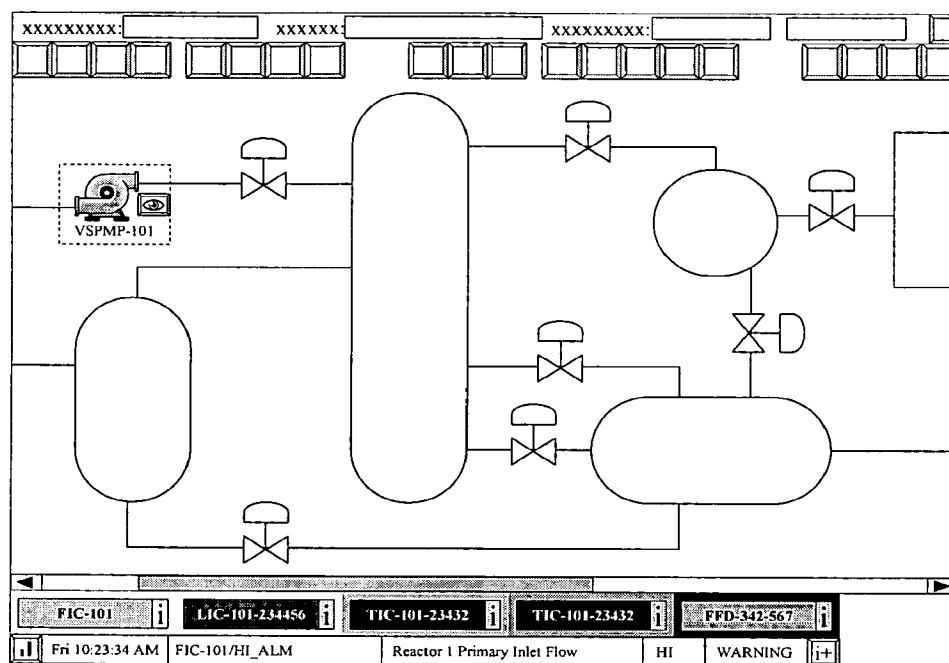 xxxxxxxxx: xxxxxx: xxxxxxxxx:
VSPMP-101
FIC-101 i LIC-101-234456 i TIC-101-23432 i TIC-101-23432 i FFD-342-567 i
Fri 10:23:34 AM FIC-101/HI_ALM Reactor 1 Primary Inlet Flow HI WARNING i+